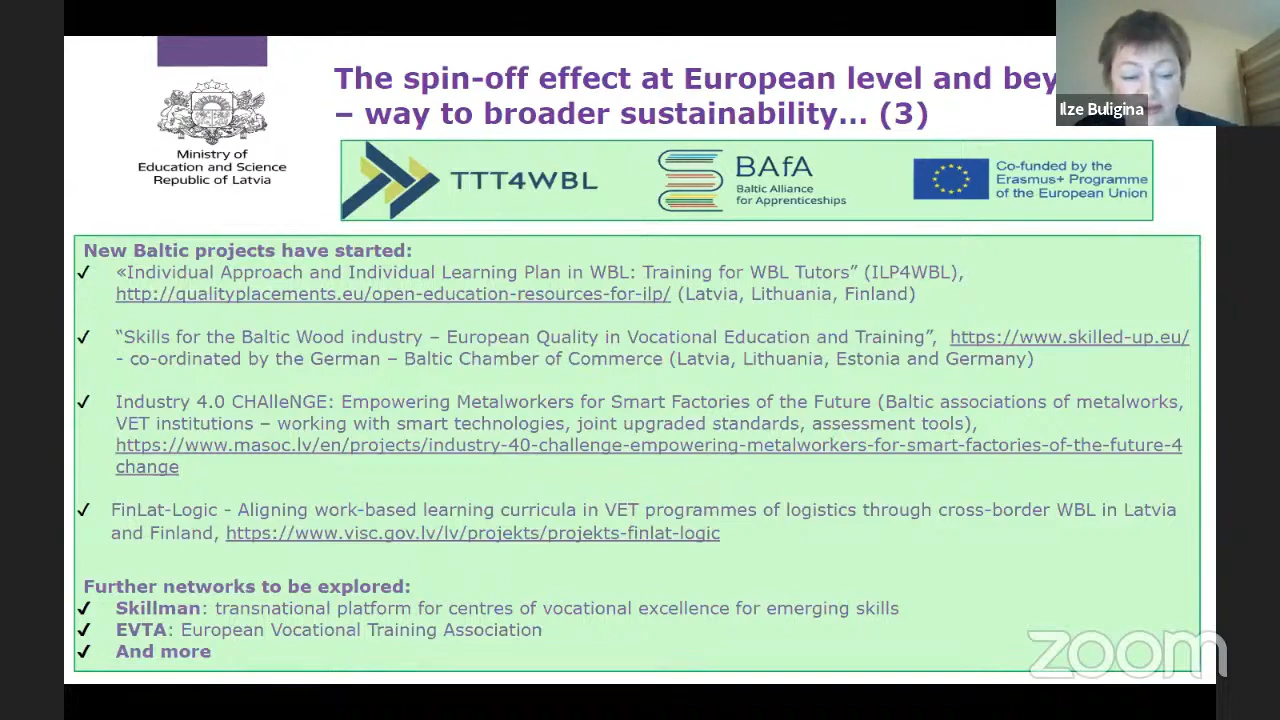 The spin-off effect at European level and bey
– way to broader sustainability... (3)
Ilze Buligina
Ministry of
Education and Science
Republic of Latvia
TTT4WBL
BAfA
Baltic Alliance
for Apprenticeships
Co-funded by the
Erasmus+ Programme
of the European Union
New Baltic projects have started:
✓ «Individual Approach and Individual Learning Plan in WBL: Training for WBL Tutors” (ILP4WBL),
http://qualityplacements.eu/open-education-resources-for-ilp/ (Latvia, Lithuania, Finland)
✓ “Skills for the Baltic Wood industry – European Quality in Vocational Education and Training”, https://www.skilled-up.eu/
- co-ordinated by the German – Baltic Chamber of Commerce (Latvia, Lithuania, Estonia and Germany)
✓ Industry 4.0 CHAlleNGE: Empowering Metalworkers for Smart Factories of the Future (Baltic associations of metalworks,
VET institutions – working with smart technologies, joint upgraded standards, assessment tools),
https://www.masoc.lv/en/projects/industry-40-challenge-empowering-metalworkers-for-smart-factories-of-the-future-4
change
✓ FinLat-Logic - Aligning work-based learning curricula in VET programmes of logistics through cross-border WBL in Latvia
and Finland, https://www.visc.gov.lv/lv/projekts/projekts-finlat-logic
Further networks to be explored:
✓ Skillman: transnational platform for centres of vocational excellence for emerging skills
✓ EVTA: European Vocational Training Association
✓ And more
zoom